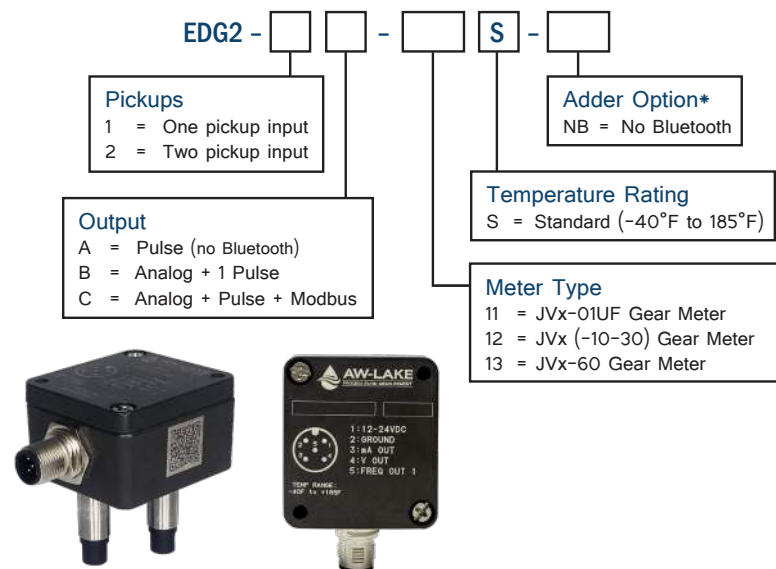 EDG2 - - S -
Pickups
1 = One pickup input
2 = Two pickup input
Adder Option*
NB = No Bluetooth
Output
A = Pulse (no Bluetooth)
B = Analog + 1 Pulse
C = Analog + Pulse + Modbus
Temperature Rating
S = Standard (-40°F to 185°F)
Meter Type
11 = JVx-01UF Gear Meter
12 = JVx (-10-30) Gear Meter
13 = JVx-60 Gear Meter
AW-LAKE
1:12-24VDC
2:GROUND
3:mA OUT
4:V OUT
5:FREQ OUT 1
TEMP RANGE:
-40F to +185F